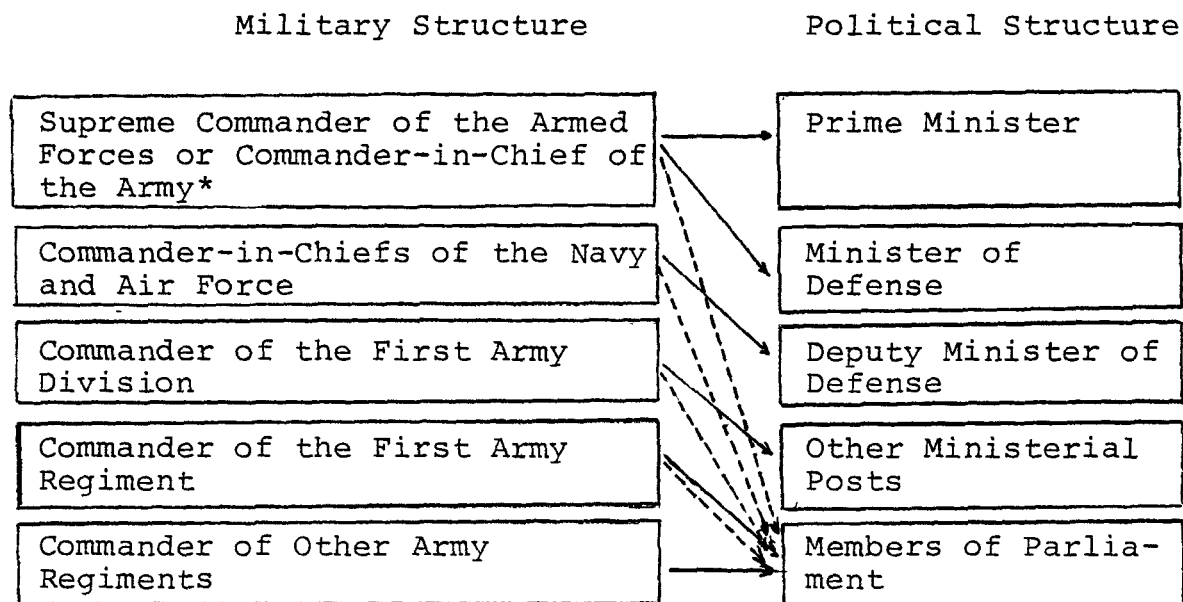 Military Structure
Political Structure
Supreme Commander of the Armed
Forces or Commander-in-Chief of
the Army*
Prime Minister
Commander-in-Chiefs of the Navy
and Air Force
Minister of
Defense
Commander of the First Army
Division
Deputy Minister of
Defense
Commander of the First Army
Regiment
Other Ministerial
Posts
Commander of Other Army
Regiments
Members of Parlia-
ment